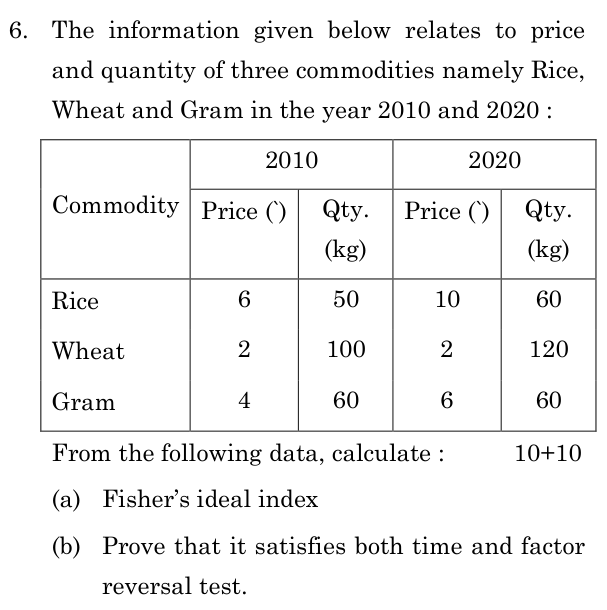 6. The information given below relates to price
and quantity of three commodities namely Rice,
Wheat and Gram in the year 2010 and 2020 :
2010 2020
Commodity Price (`) Qty. (kg) Price (`) Qty. (kg)
Rice 6 50 10 60
Wheat 2 100 2 120
Gram 4 60 6 60
From the following data, calculate : 10+10
(a) Fisher's ideal index
(b) Prove that it satisfies both time and factor
reversal test.